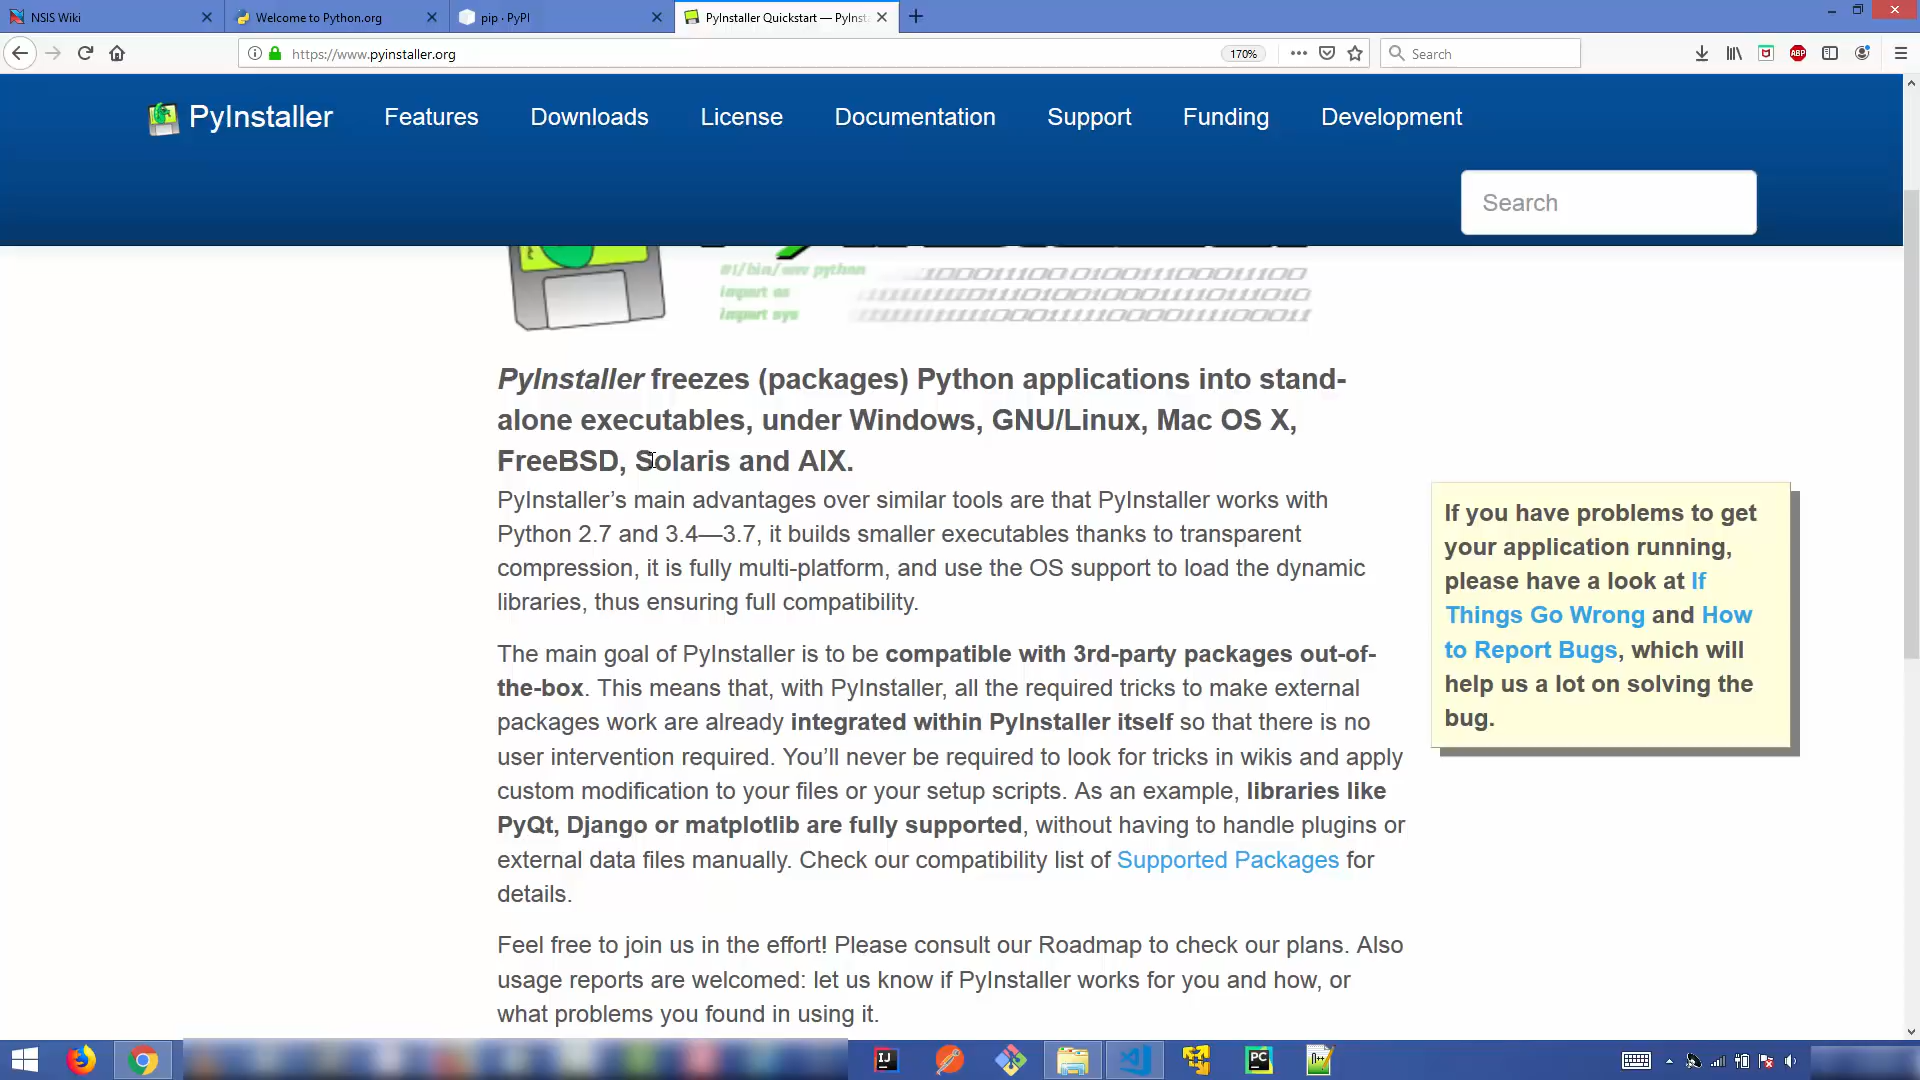 NSIS Wiki
Welcome to Python.org
pip · PyPI
PyInstaller Quickstart — PyInst
https://www.pyinstaller.org
170%
Search
PyInstaller
Features
Downloads
License
Documentation
Support
Funding
Development
Search
#!/bin/env python
import os
import sys
PyInstaller freezes (packages) Python applications into stand-
alone executables, under Windows, GNU/Linux, Mac OS X,
FreeBSD, Solaris and AIX.
PyInstaller’s main advantages over similar tools are that PyInstaller works with
Python 2.7 and 3.4—3.7, it builds smaller executables thanks to transparent
compression, it is fully multi-platform, and use the OS support to load the dynamic
libraries, thus ensuring full compatibility.
The main goal of PyInstaller is to be compatible with 3rd-party packages out-of-
the-box. This means that, with PyInstaller, all the required tricks to make external
packages work are already integrated within PyInstaller itself so that there is no
user intervention required. You’ll never be required to look for tricks in wikis and apply
custom modification to your files or your setup scripts. As an example, libraries like
PyQt, Django or matplotlib are fully supported, without having to handle plugins or
external data files manually. Check our compatibility list of Supported Packages for
details.
Feel free to join us in the effort! Please consult our Roadmap to check our plans. Also
usage reports are welcomed: let us know if PyInstaller works for you and how, or
what problems you found in using it.
If you have problems to get
your application running,
please have a look at If
Things Go Wrong and How
to Report Bugs, which will
help us a lot on solving the
bug.
ABP
IJ
PC